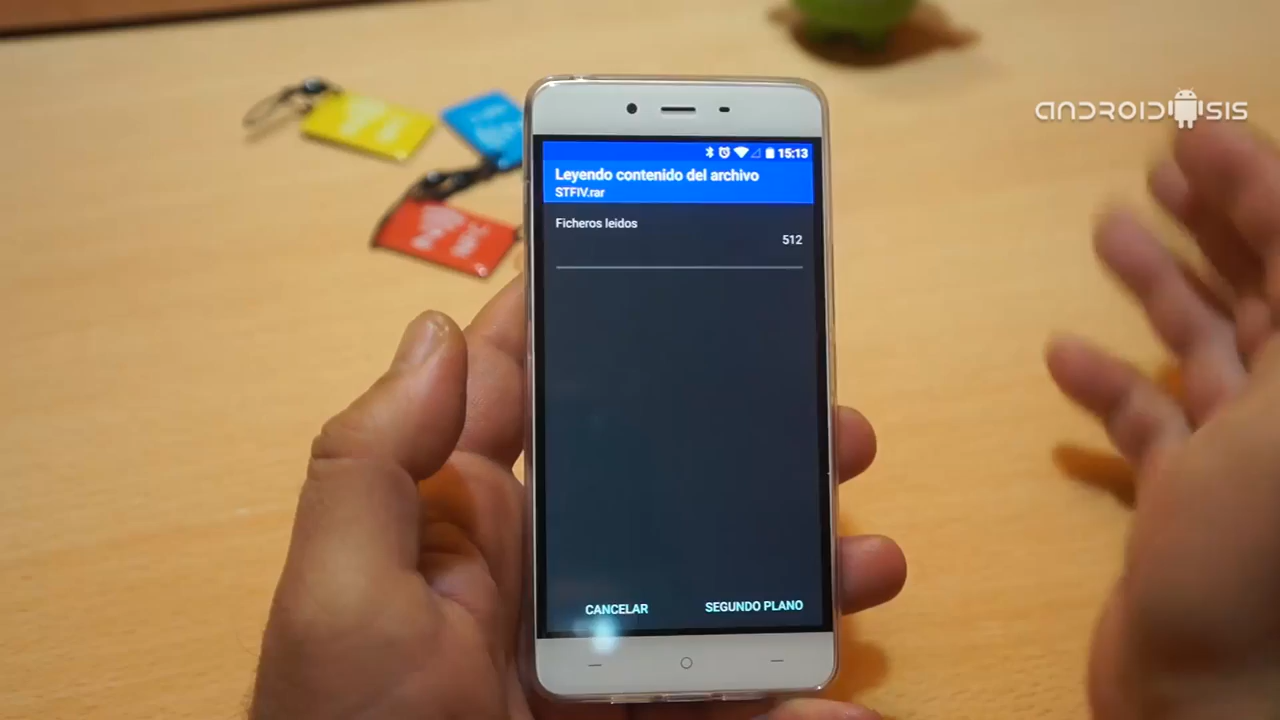 ANDROIDSIS
15:13
Leyendo contenido del archivo
STFIV.rar
Ficheros leidos
512
CANCELAR
SEGUNDO PLANO